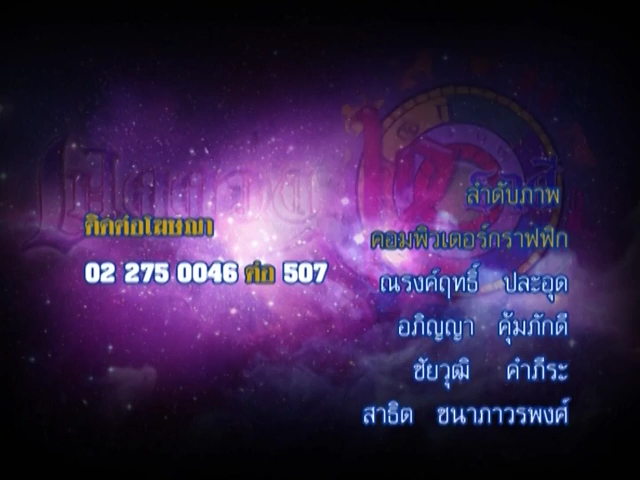 ติดต่อโฆษณา
02 275 0046 ต่อ 507
ลำดับภาพ
คอมพิวเตอร์กราฟฟิก
ณรงค์ฤทธิ์ ปละอุด
อภิญญา คุ้มภักดี
ชัยวุฒิ คำภีระ
สาธิต ชนาภาวรพงศ์